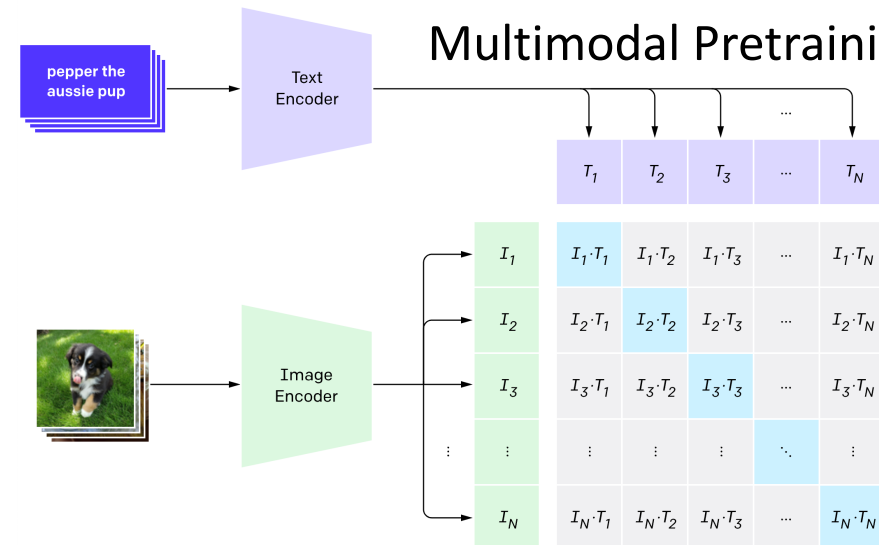 Multimodal Pretraini
pepper the
aussie pup
Text
Encoder
...
T1 T2 T3 ... TN
I1 I1·T1 I1·T2 I1·T3 ... I1·TN
I2 I2·T1 I2·T2 I2·T3 ... I2·TN
Image
Encoder
I3 I3·T1 I3·T2 I3·T3 ... I3·TN
⋮ ⋮ ⋮ ⋮ ⋮ ⋱ ⋮
IN IN·T1 IN·T2 IN·T3 ... IN·TN